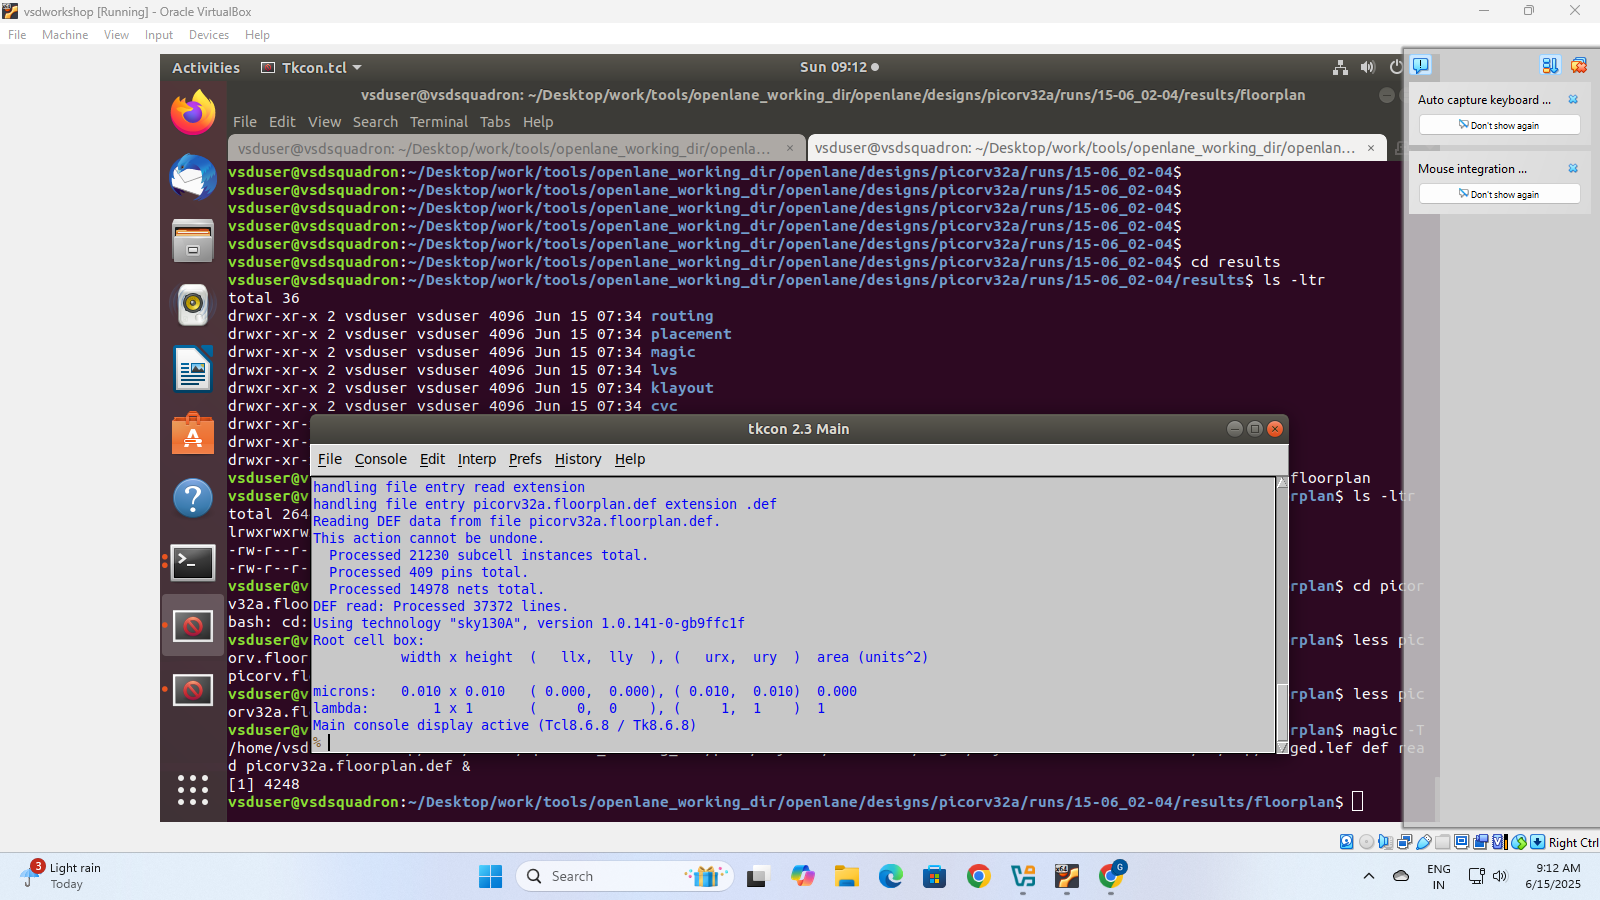 vsdworkshop [Running] - Oracle VirtualBox
File Machine View Input Devices Help
Activities Tkcon.tcl Sun 09:12
vsduser@vsdsquadron: ~/Desktop/work/tools/openlane_working_dir/openlane/designs/picorv32a/runs/15-06_02-04/results/floorplan
File Edit View Search Terminal Tabs Help
vsduser@vsdsquadron: ~/Desktop/work/tools/openlane_working_dir/openla... × vsduser@vsdsquadron: ~/Desktop/work/tools/openlane_working_dir/openlan... ×
vsduser@vsdsquadron:~/Desktop/work/tools/openlane_working_dir/openlane/designs/picorv32a/runs/15-06_02-04$
vsduser@vsdsquadron:~/Desktop/work/tools/openlane_working_dir/openlane/designs/picorv32a/runs/15-06_02-04$
vsduser@vsdsquadron:~/Desktop/work/tools/openlane_working_dir/openlane/designs/picorv32a/runs/15-06_02-04$
vsduser@vsdsquadron:~/Desktop/work/tools/openlane_working_dir/openlane/designs/picorv32a/runs/15-06_02-04$
vsduser@vsdsquadron:~/Desktop/work/tools/openlane_working_dir/openlane/designs/picorv32a/runs/15-06_02-04$
vsduser@vsdsquadron:~/Desktop/work/tools/openlane_working_dir/openlane/designs/picorv32a/runs/15-06_02-04$ cd results
vsduser@vsdsquadron:~/Desktop/work/tools/openlane_working_dir/openlane/designs/picorv32a/runs/15-06_02-04/results$ ls -ltr
total 36
drwxr-xr-x 2 vsduser vsduser 4096 Jun 15 07:34 routing
drwxr-xr-x 2 vsduser vsduser 4096 Jun 15 07:34 placement
drwxr-xr-x 2 vsduser vsduser 4096 Jun 15 07:34 magic
drwxr-xr-x 2 vsduser vsduser 4096 Jun 15 07:34 lvs
drwxr-xr-x 2 vsduser vsduser 4096 Jun 15 07:34 klayout
drwxr-xr-x 2 vsduser vsduser 4096 Jun 15 07:34 cvc
drwxr-xr-
drwxr-xr-
drwxr-xr-
vsduser@v floorplan
vsduser@v rplan$ ls -ltr
total 264
lrwxrwxrw
-rw-r--r-
-rw-r--r-
vsduser@v rplan$ cd picor
v32a.floo
bash: cd:
vsduser@v rplan$ less pic
orv.floor
picorv.fl
vsduser@v rplan$ less pic
orv32a.fl
vsduser@v rplan$ magic -T
/home/vsd ged.lef def rea
d picorv32a.floorplan.def &
[1] 4248
vsduser@vsdsquadron:~/Desktop/work/tools/openlane_working_dir/openlane/designs/picorv32a/runs/15-06_02-04/results/floorplan$
tkcon 2.3 Main
File Console Edit Interp Prefs History Help
handling file entry read extension
handling file entry picorv32a.floorplan.def extension .def
Reading DEF data from file picorv32a.floorplan.def.
This action cannot be undone.
Processed 21230 subcell instances total.
Processed 409 pins total.
Processed 14978 nets total.
DEF read: Processed 37372 lines.
Using technology "sky130A", version 1.0.141-0-gb9ffc1f
Root cell box:
width x height ( llx, lly ), ( urx, ury ) area (units^2)
microns: 0.010 x 0.010 ( 0.000, 0.000), ( 0.010, 0.010) 0.000
lambda: 1 x 1 ( 0, 0 ), ( 1, 1 ) 1
Main console display active (Tcl8.6.8 / Tk8.6.8)
%
Auto capture keyboard ...
Don't show again
Mouse integration ...
Don't show again
Right Ctrl
3
Light rain
Today
Search
G
ENG
IN
9:12 AM
6/15/2025